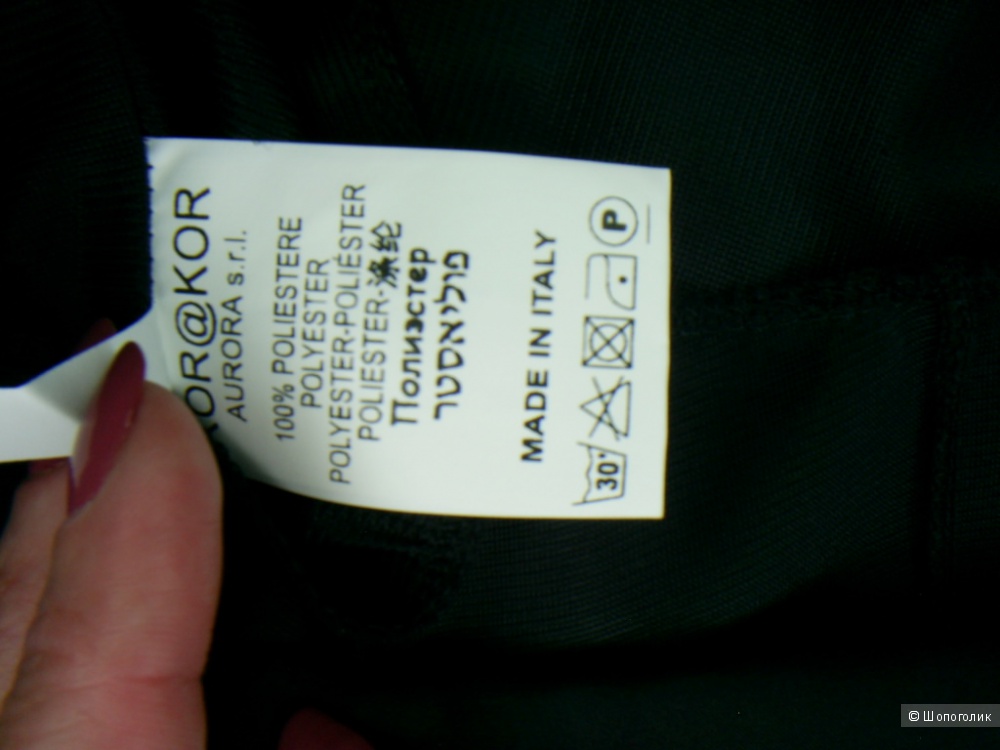 KOR@KOR
AURORA s.r.l.
100% POLIESTERE
POLYESTER
POLYESTER-POLIÉSTER
POLIESTER-涤纶
Полиэстер
פוליאסטר
MADE IN ITALY
30°
P
© Шопоголик